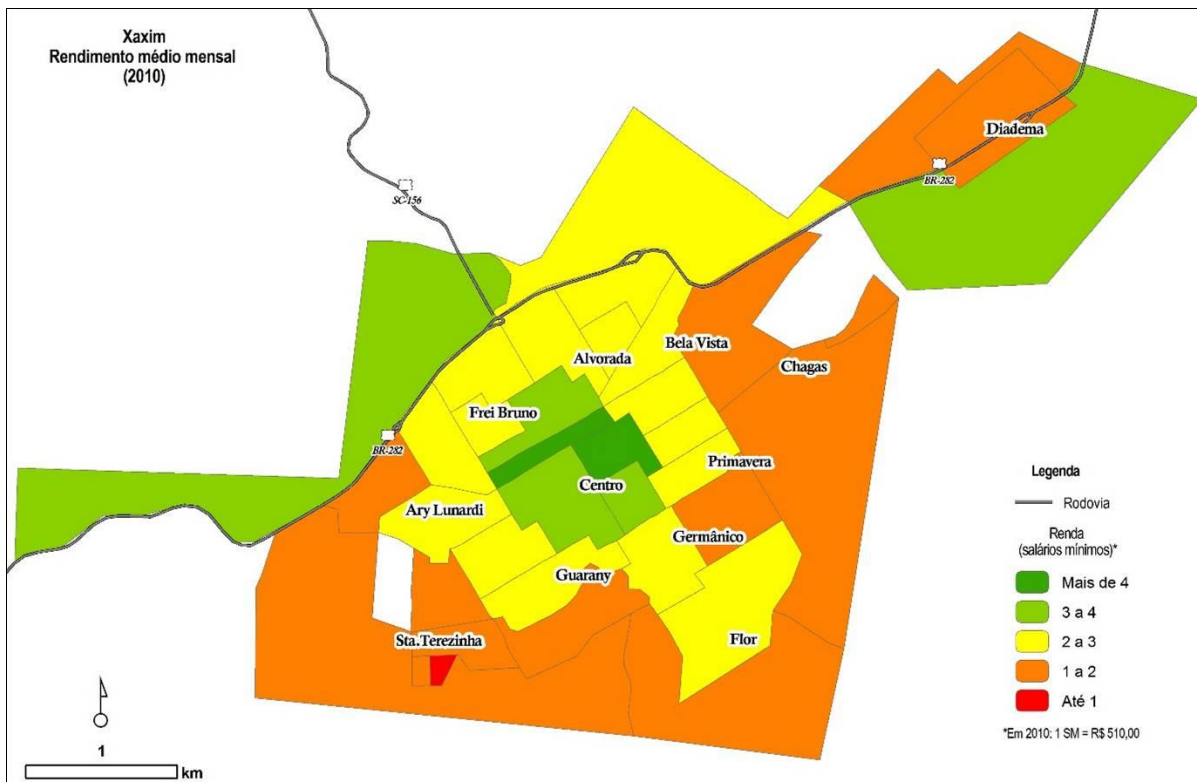 Xaxim
Rendimento médio mensal
(2010)
Diadema
BR-282
SC-156
Bela Vista
Alvorada
Chagas
Frei Bruno
BR-282
Primavera
Centro
Ary Lunardi
Germânico
Guarany
Sta. Terezinha
Flor
Legenda
Rodovia
Renda
(salários mínimos)*
Mais de 4
3 a 4
2 a 3
1 a 2
Até 1
*Em 2010: 1 SM = R$ 510,00
1
km